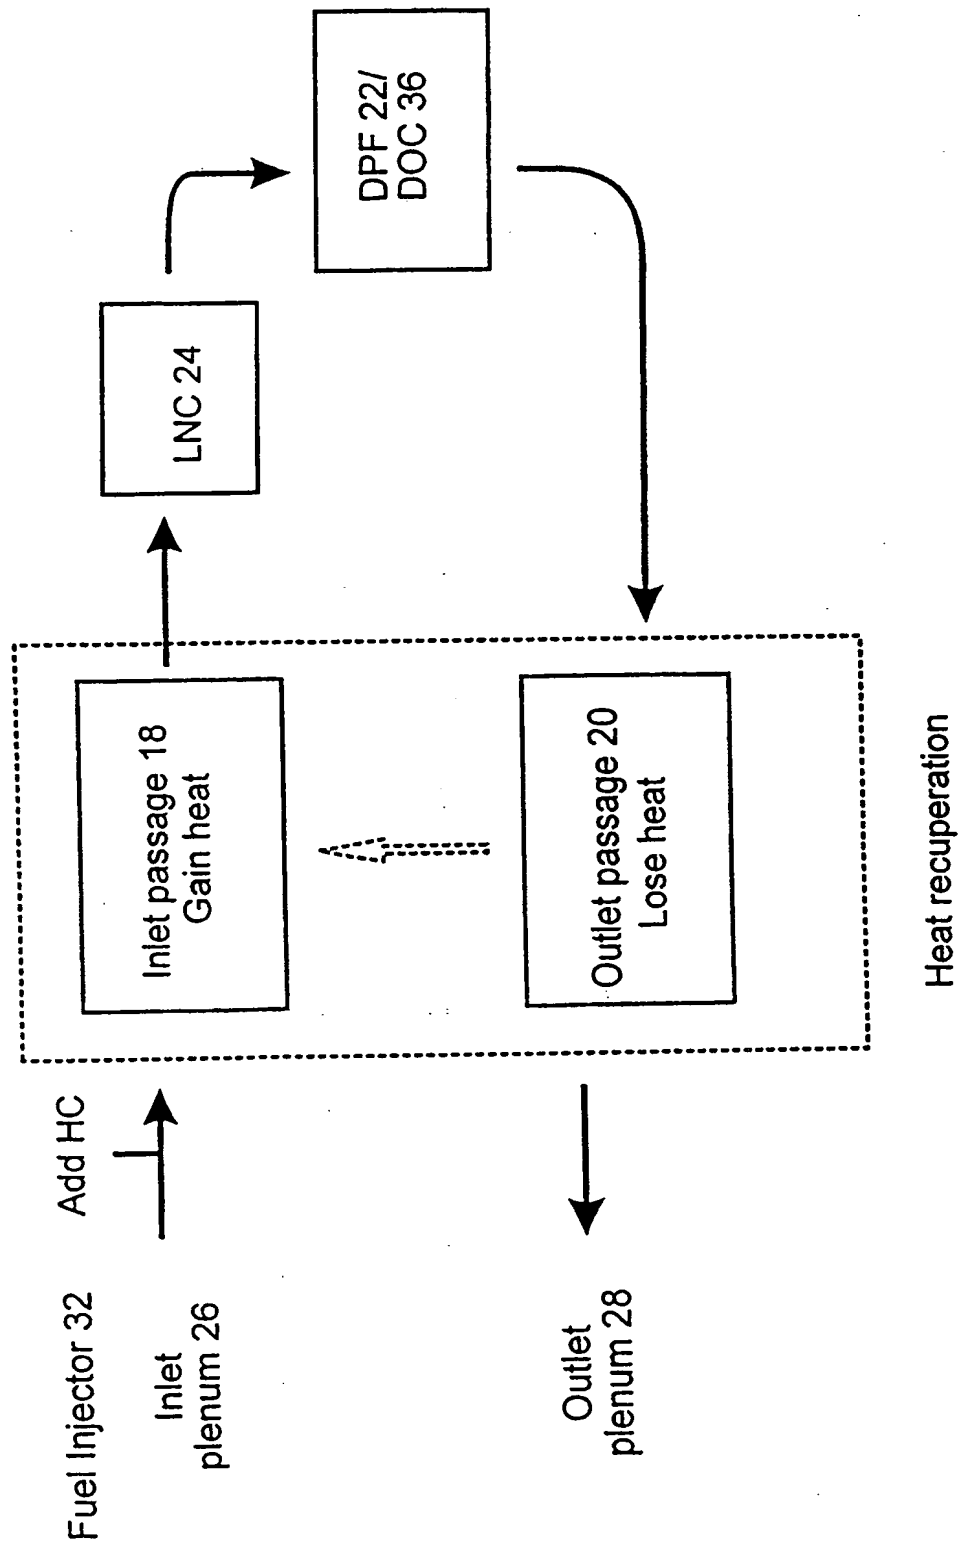 Fuel Injector 32
Add HC
Inlet
plenum 26
Inlet passage 18
Gain heat
LNC 24
DPF 22/
DOC 36
Outlet passage 20
Lose heat
Outlet
plenum 28
Heat recuperation